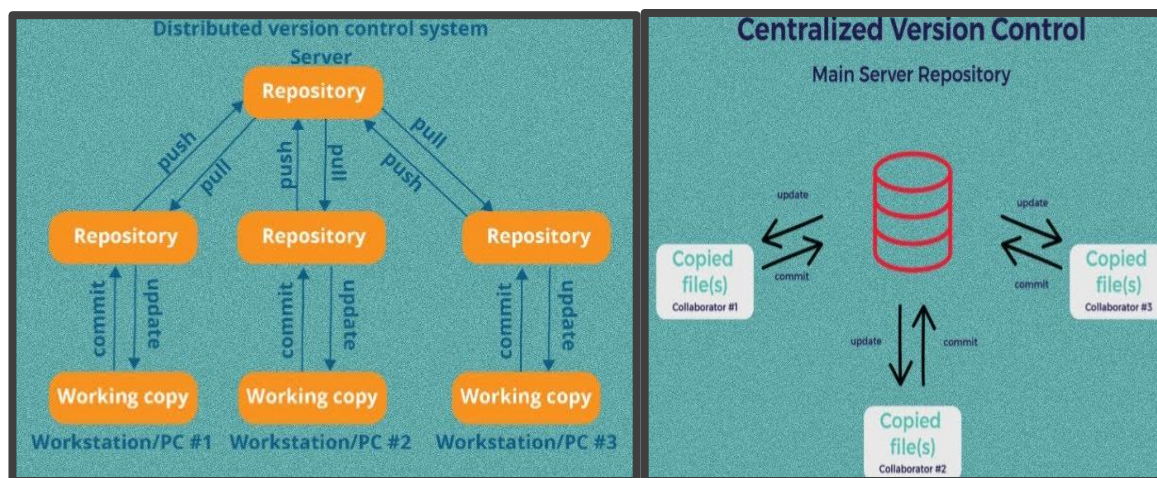 Distributed version control system
Server
Repository
push
pull
push
pull
pull
push
Repository
Repository
Repository
commit
update
commit
update
commit
update
Working copy
Working copy
Working copy
Workstation/PC #1
Workstation/PC #2
Workstation/PC #3
Centralized Version Control
Main Server Repository
update
commit
Copied
file(s)
Collaborator #1
update
commit
Copied
file(s)
Collaborator #3
update
commit
Copied
file(s)
Collaborator #2